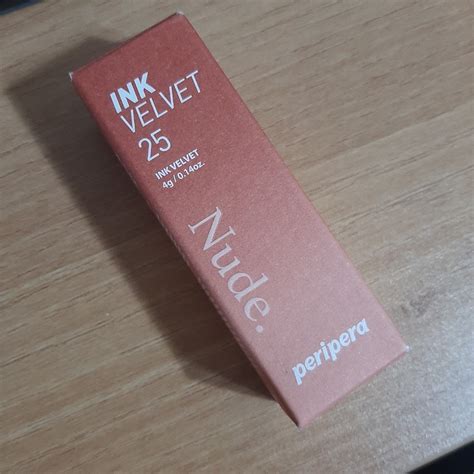 INK
VELVET
25
INK VELVET
4g / 0.14oz.
Nude.
peripera